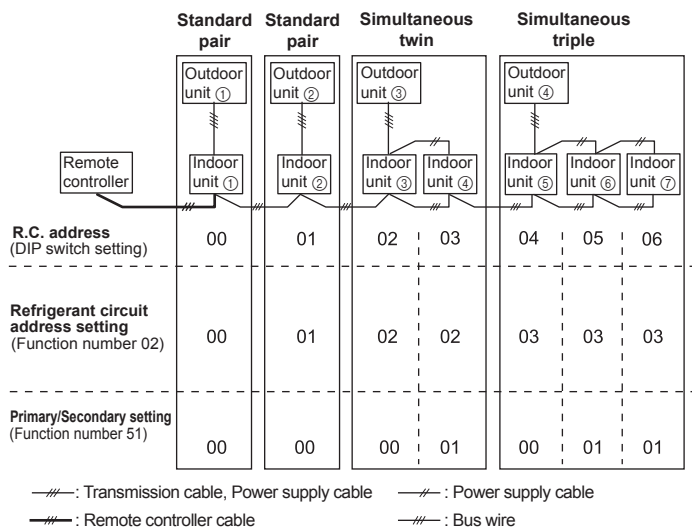 Standard pair
Standard pair
Simultaneous twin
Simultaneous triple
Outdoor unit ①
Outdoor unit ②
Outdoor unit ③
Outdoor unit ④
Remote controller
Indoor unit ①
Indoor unit ②
Indoor unit ③
Indoor unit ④
Indoor unit ⑤
Indoor unit ⑥
Indoor unit ⑦
R.C. address
(DIP switch setting)
00 01 02 03 04 05 06
Refrigerant circuit
address setting
(Function number 02)
00 01 02 02 03 03 03
Primary/Secondary setting
(Function number 51)
00 00 00 01 00 01 01
: Transmission cable, Power supply cable
: Power supply cable
: Remote controller cable
: Bus wire